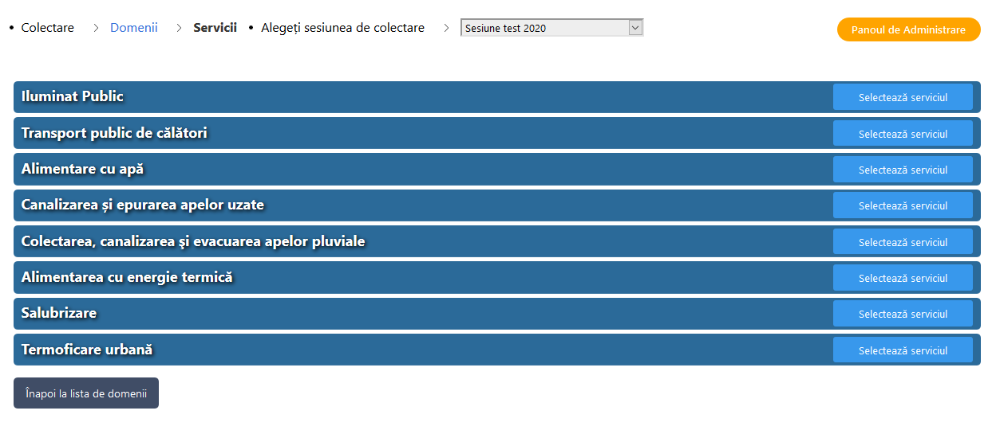 • Colectare > Domenii > Servicii • Alegeți sesiunea de colectare > Sesiune test 2020 Panoul de Administrare
Iluminat Public Selectează serviciul
Transport public de călători Selectează serviciul
Alimentare cu apă Selectează serviciul
Canalizarea și epurarea apelor uzate Selectează serviciul
Colectarea, canalizarea şi evacuarea apelor pluviale Selectează serviciul
Alimentarea cu energie termică Selectează serviciul
Salubrizare Selectează serviciul
Termoficare urbană Selectează serviciul
Înapoi la lista de domenii